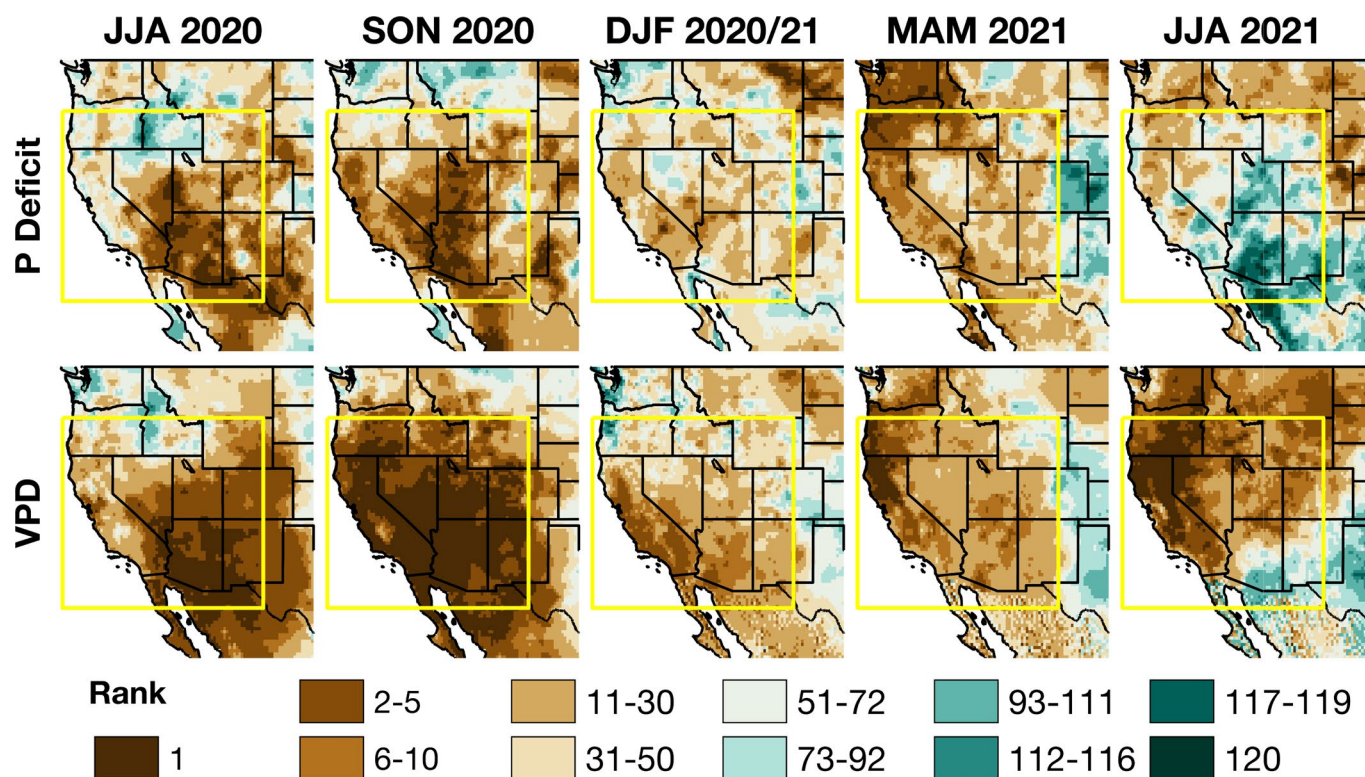 JJA 2020 SON 2020 DJF 2020/21 MAM 2021 JJA 2021
P Deficit
VPD
Rank 2-5 11-30 51-72 93-111 117-119
1 6-10 31-50 73-92 112-116 120